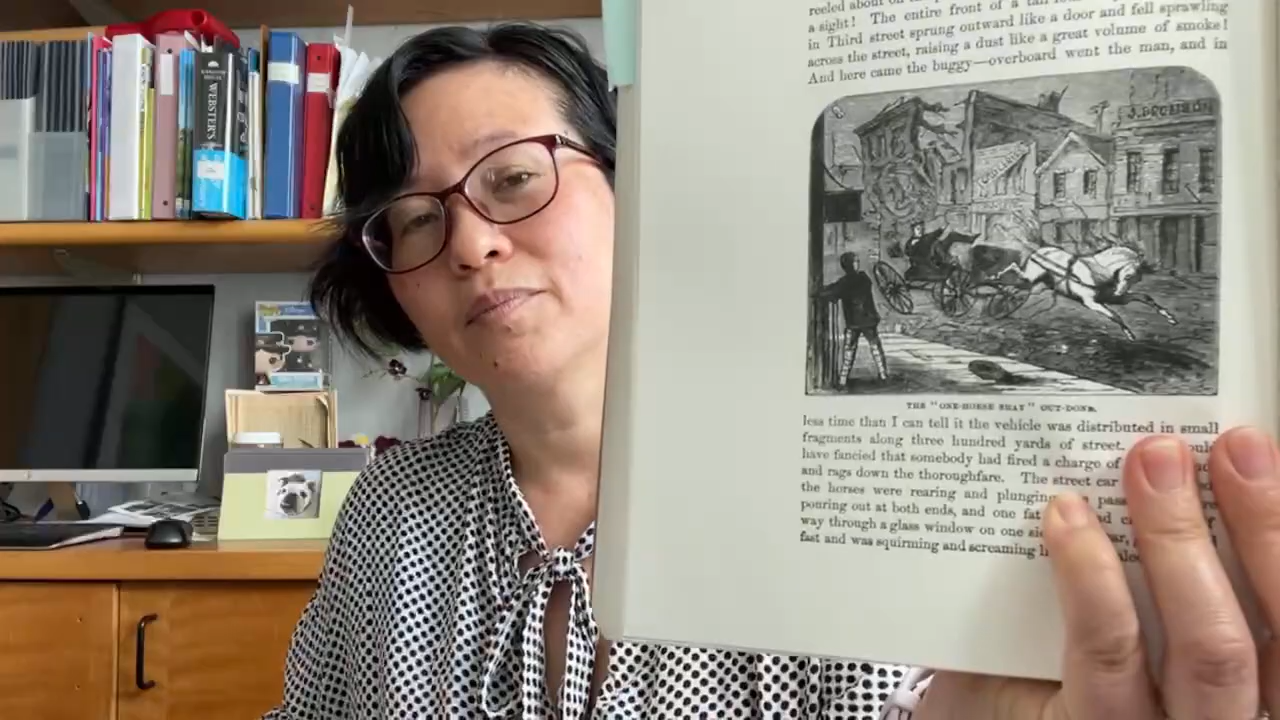 WEBSTER'S
reeled about on
a sight! The entire front of a tall
in Third street sprung outward like a door and fell sprawling
across the street, raising a dust like a great volume of smoke!
And here came the buggy—overboard went the man, and in
THE "ONE-HORSE SHAY" OUT-DONE.
less time than I can tell it the vehicle was distributed in small
fragments along three hundred yards of street.
have fancied that somebody had fired a charge of
and rags down the thoroughfare. The street car
the horses were rearing and plunging,
pouring out at both ends, and one fat
way through a glass window on one
fast and was squirming and screaming